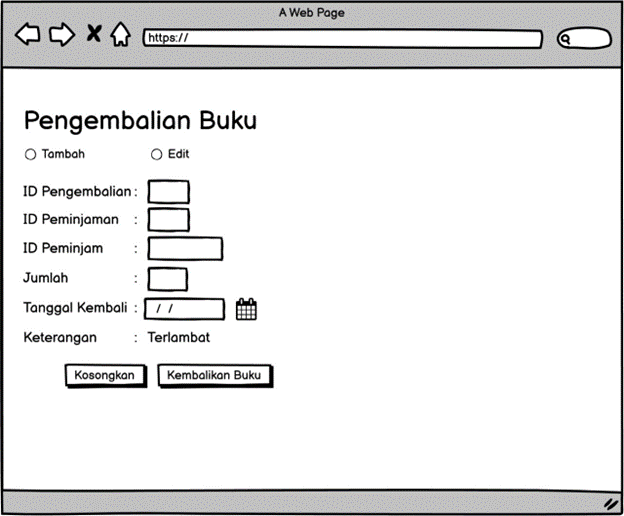 A Web Page
https://
Pengembalian Buku
Tambah Edit
ID Pengembalian :
ID Peminjaman :
ID Peminjam :
Jumlah :
Tanggal Kembali : / /
Keterangan : Terlambat
Kosongkan Kembalikan Buku